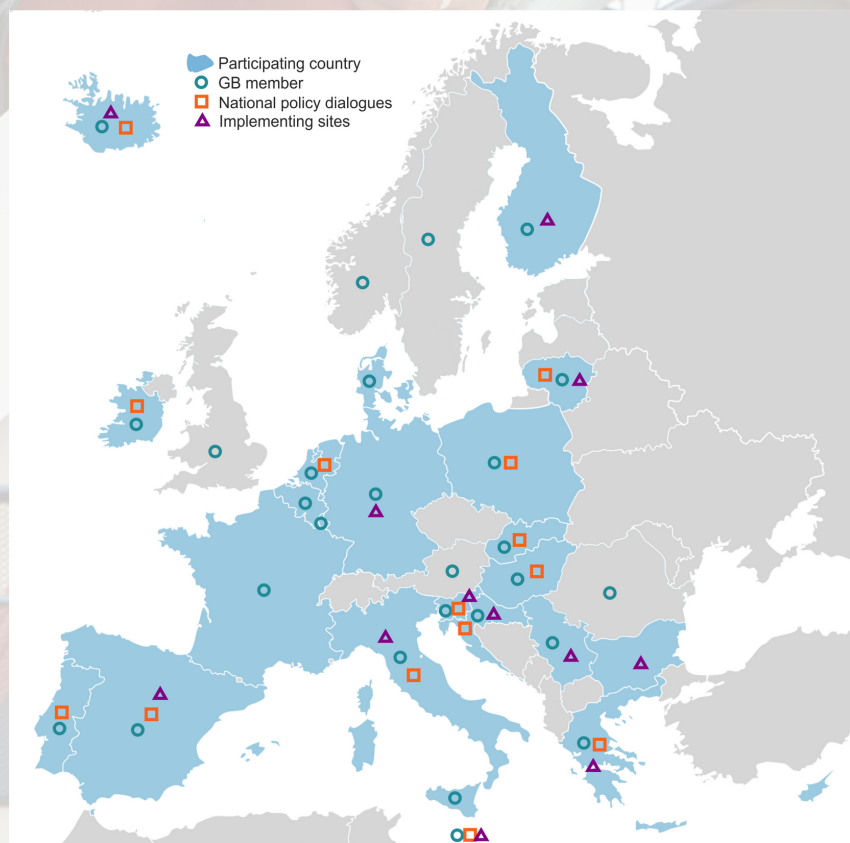 Participating country
GB member
National policy dialogues
Implementing sites